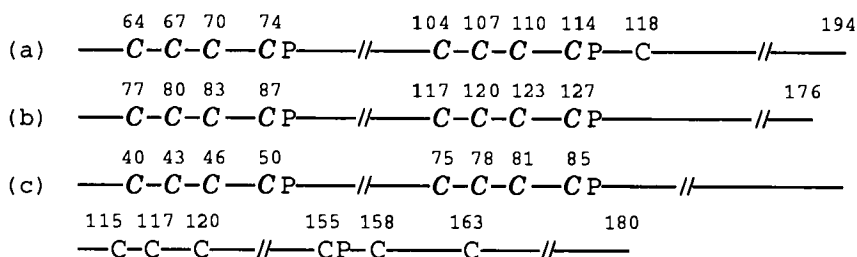 64 67 70 74 104 107 110 114 118 194
(a) C-C-C-CP-//-C-C-C-CP-C-//-
77 80 83 87 117 120 123 127 176
(b) C-C-C-CP-//-C-C-C-CP-//-
40 43 46 50 75 78 81 85
(c) C-C-C-CP-//-C-C-C-CP-//-
115 117 120 155 158 163 180
C-C-C-//-CP-C-C-//-